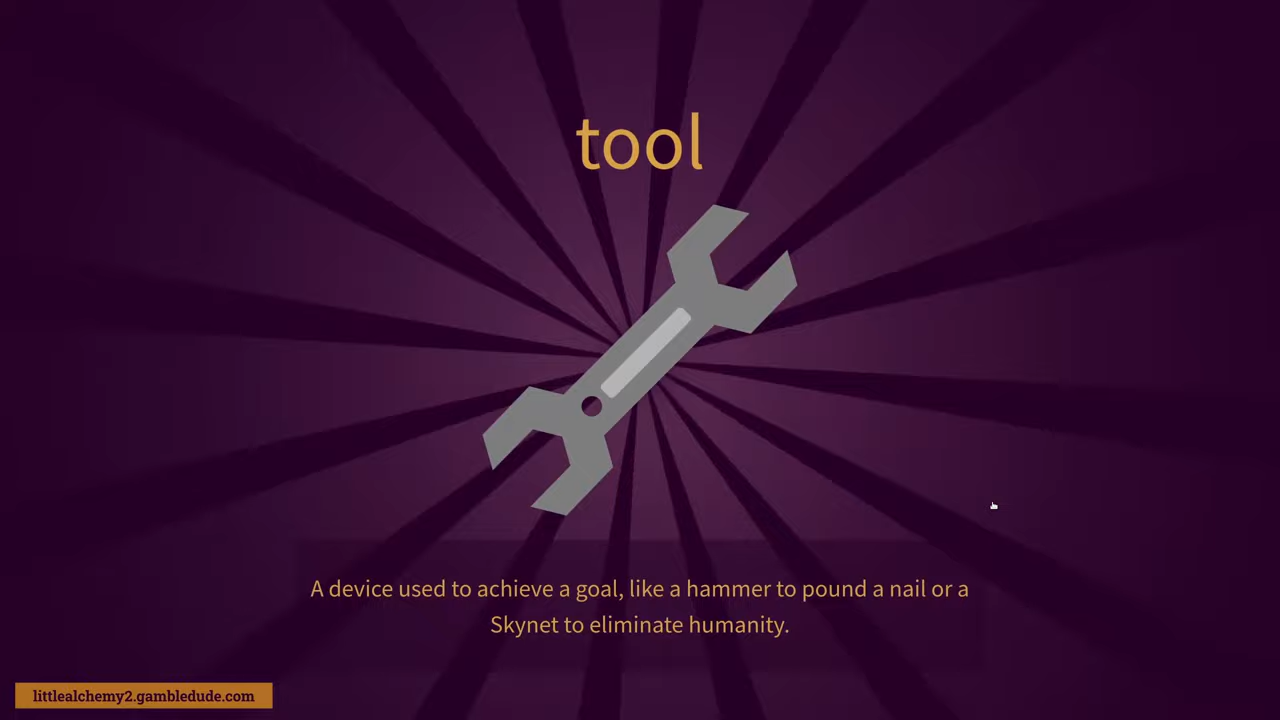 tool
A device used to achieve a goal, like a hammer to pound a nail or a
Skynet to eliminate humanity.
littlealchemy2.gambledude.com